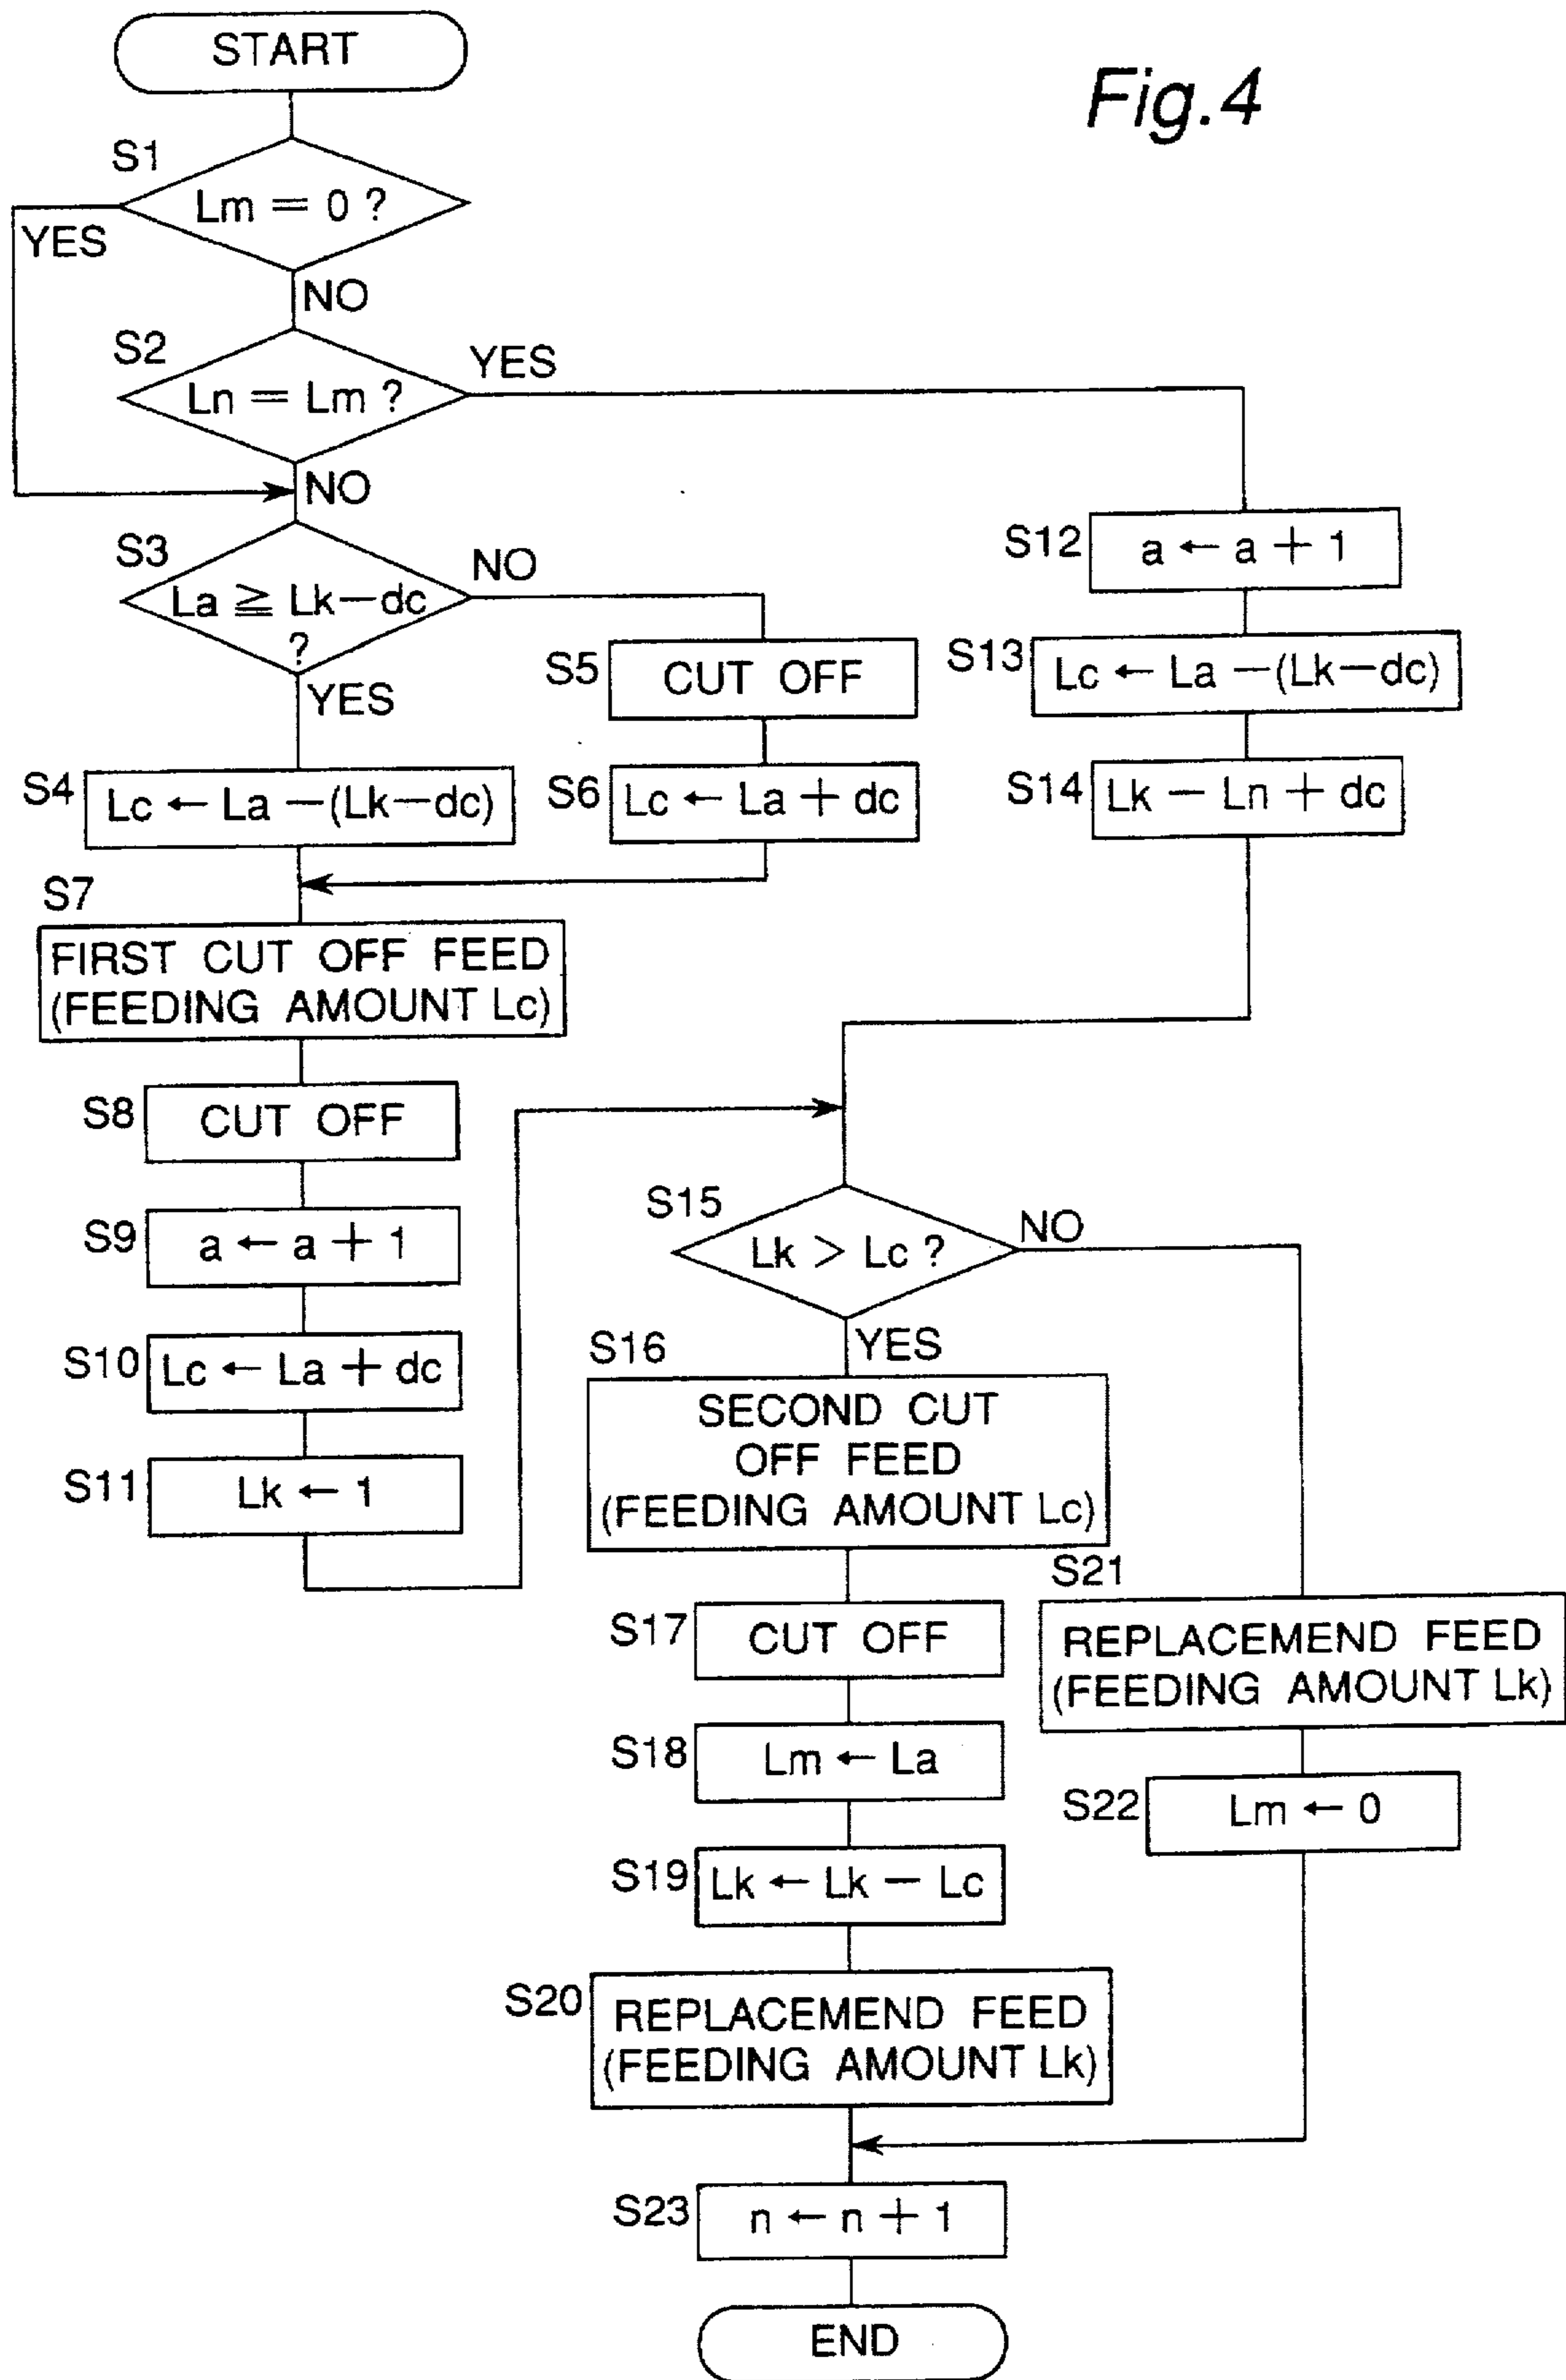 Fig.4
START
S1
Lm = 0 ?
YES
NO
S2
Ln = Lm ?
YES
NO
S3
La ≧ Lk−dc
?
NO
YES
S4
Lc ← La −(Lk−dc)
S5
CUT OFF
S6
Lc ← La + dc
S7
FIRST CUT OFF FEED
(FEEDING AMOUNT Lc)
S8
CUT OFF
S9
a ← a + 1
S10
Lc ← La + dc
S11
Lk ← 1
S12
a ← a + 1
S13
Lc ← La −(Lk−dc)
S14
Lk − Ln + dc
S15
Lk > Lc ?
NO
YES
S16
SECOND CUT
OFF FEED
(FEEDING AMOUNT Lc)
S17
CUT OFF
S18
Lm ← La
S19
Lk ← Lk − Lc
S20
REPLACEMEND FEED
(FEEDING AMOUNT Lk)
S21
REPLACEMEND FEED
(FEEDING AMOUNT Lk)
S22
Lm ← 0
S23
n ← n + 1
END